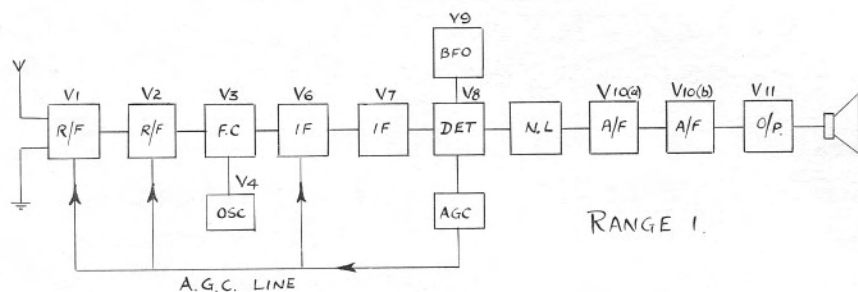 V9
BFO
V1
V2
V3
V6
V7
V8
V10(a)
V10(b)
V11
R/F
R/F
F.C
IF
IF
DET
N.L
A/F
A/F
O/P.
V4
OSC
AGC
RANGE 1.
A.G.C. LINE